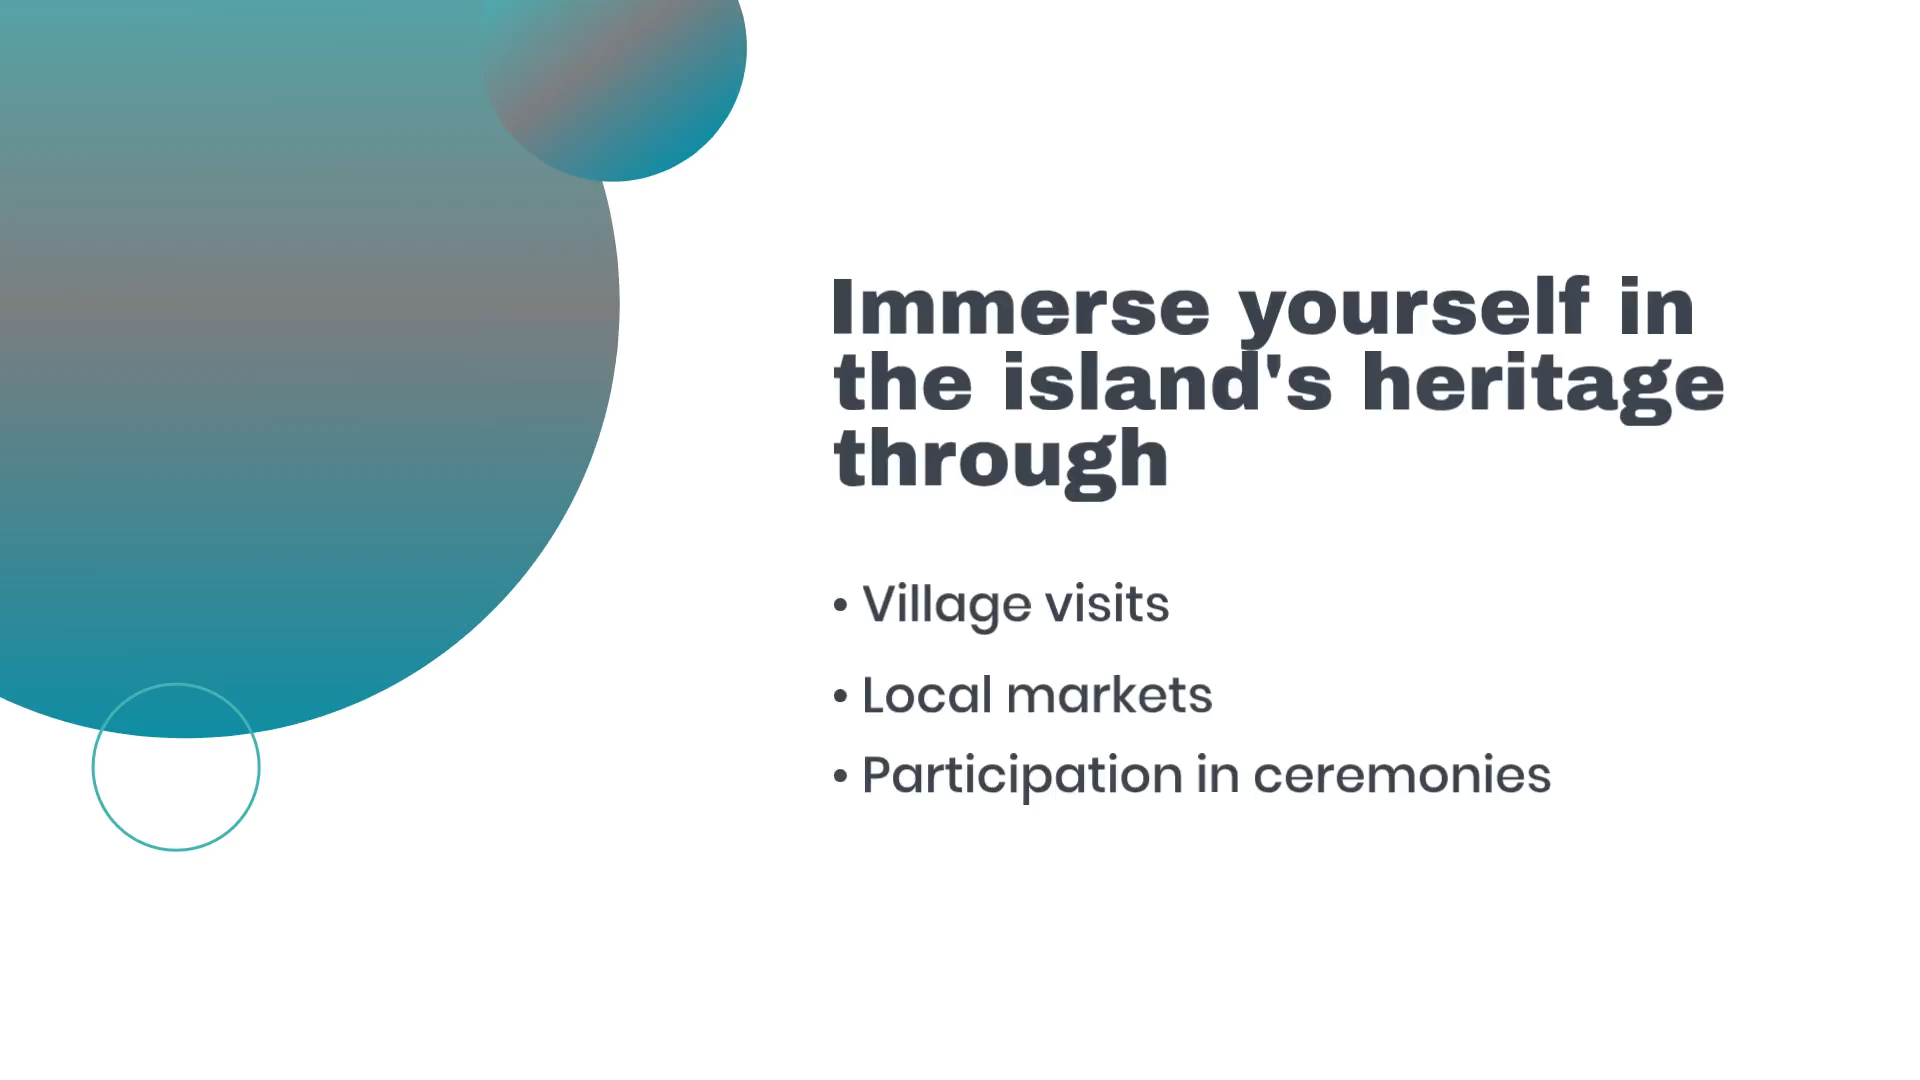 Immerse yourself in
the island's heritage
through
• Village visits
• Local markets
• Participation in ceremonies